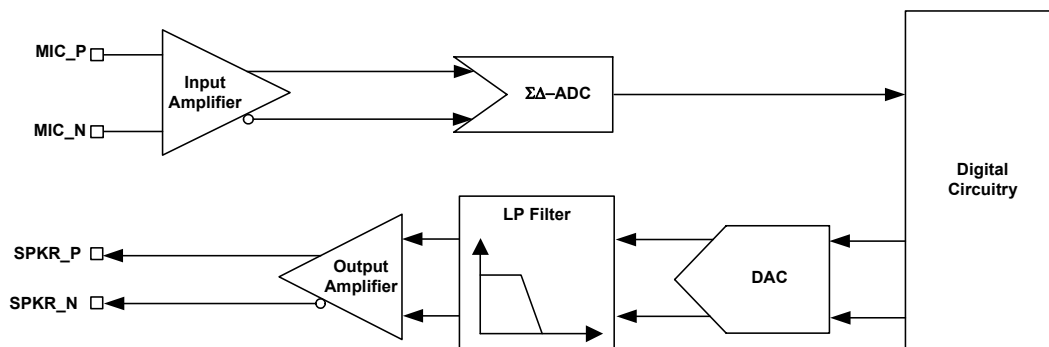 MIC_P
MIC_N
Input
Amplifier
ΣΔ–ADC
Digital
Circuitry
LP Filter
SPKR_P
SPKR_N
Output
Amplifier
DAC